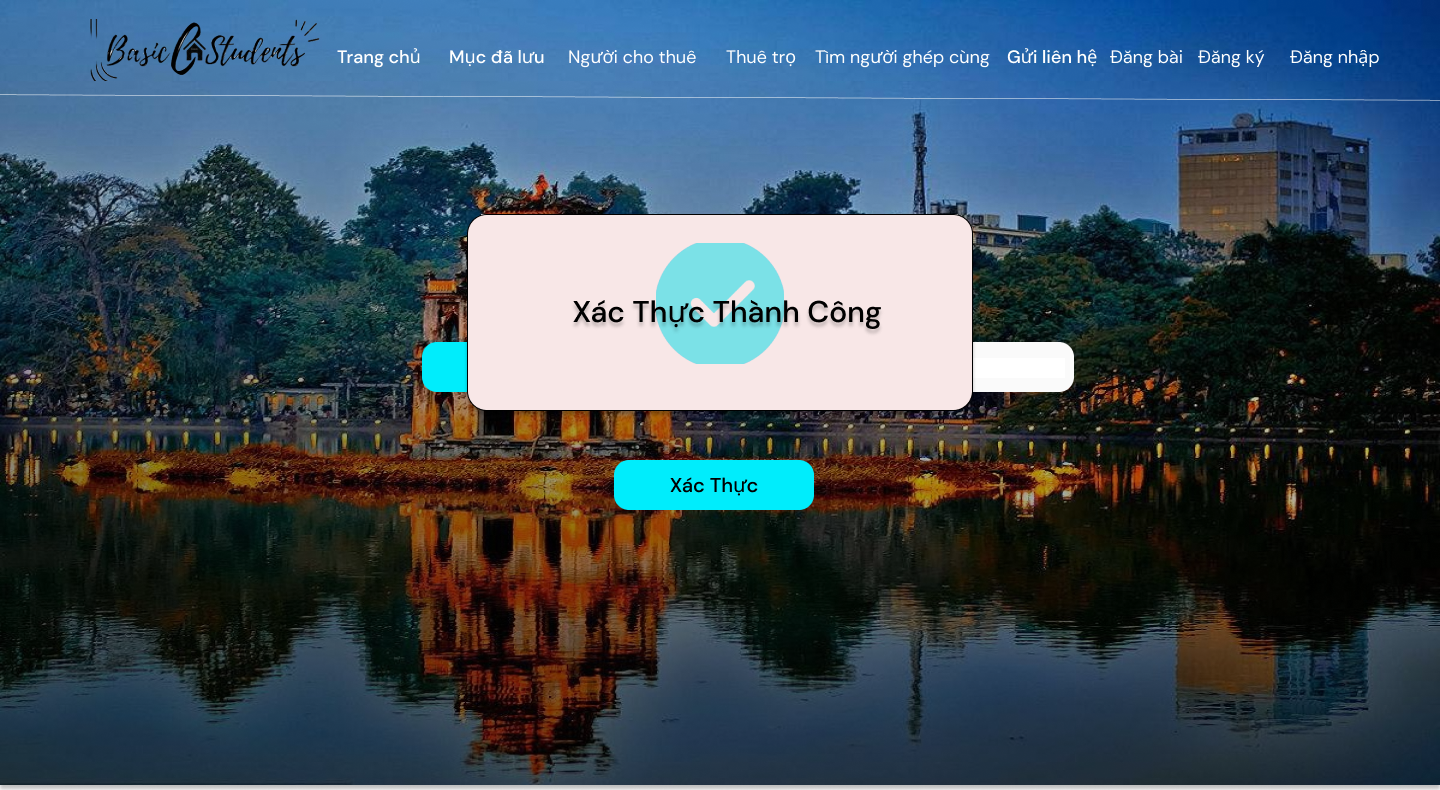 Basic Students
Trang chủ Mục đã lưu Người cho thuê Thuê trọ Tìm người ghép cùng Gửi liên hệ Đăng bài Đăng ký Đăng nhập
Xác Thực Thành Công
Xác Thực